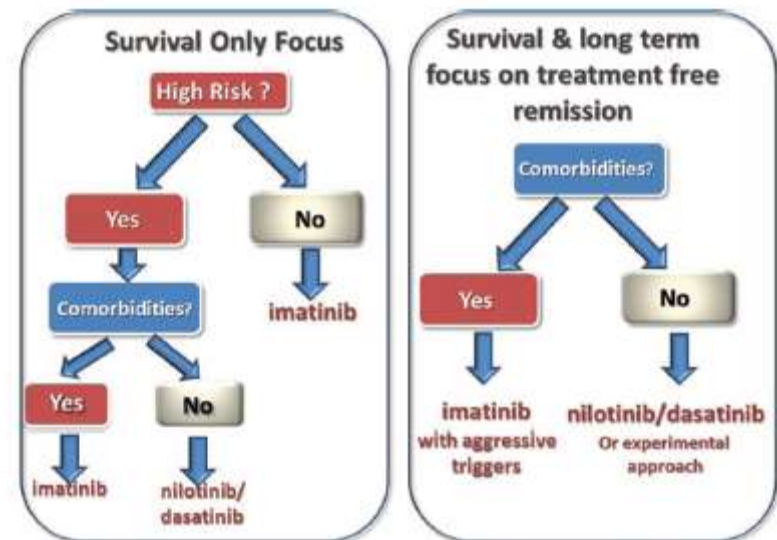 Survival Only Focus
High Risk ?
Yes
No
Comorbidities?
imatinib
Yes
No
imatinib
nilotinib/
dasatinib
Survival & long term
focus on treatment free
remission
Comorbidities?
Yes
No
imatinib
with aggressive
triggers
nilotinib/dasatinib
Or experimental
approach